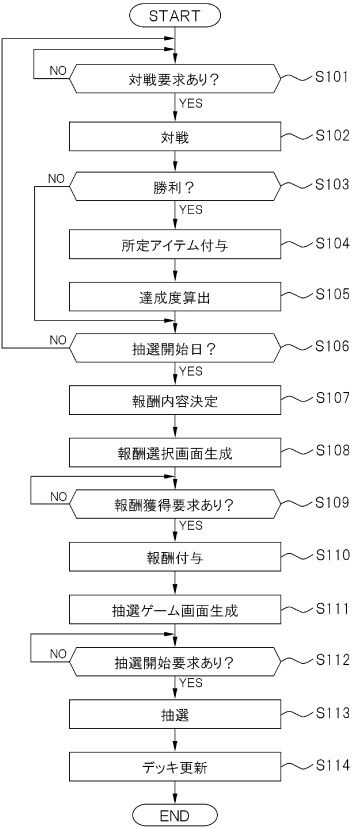 START
NO
対戦要求あり?
S101
YES
対戦
S102
NO
勝利?
S103
YES
所定アイテム付与
S104
達成度算出
S105
NO
抽選開始日?
S106
YES
報酬内容決定
S107
報酬選択画面生成
S108
NO
報酬獲得要求あり?
S109
YES
報酬付与
S110
抽選ゲーム画面生成
S111
NO
抽選開始要求あり?
S112
YES
抽選
S113
デッキ更新
S114
END